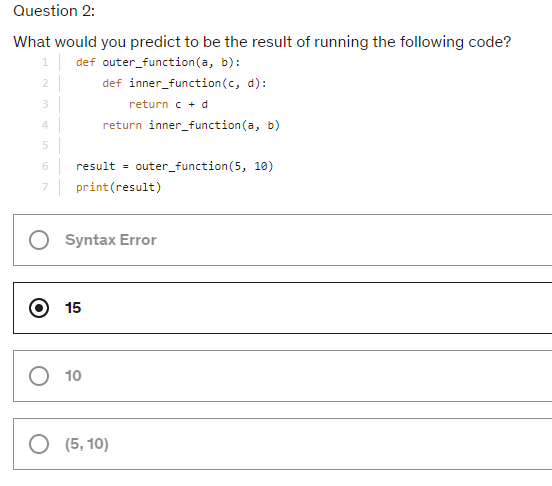 Question 2:
What would you predict to be the result of running the following code?
1 def outer_function(a, b):
2     def inner_function(c, d):
3         return c + d
4     return inner_function(a, b)
5
6 result = outer_function(5, 10)
7 print(result)
Syntax Error
15
10
(5, 10)